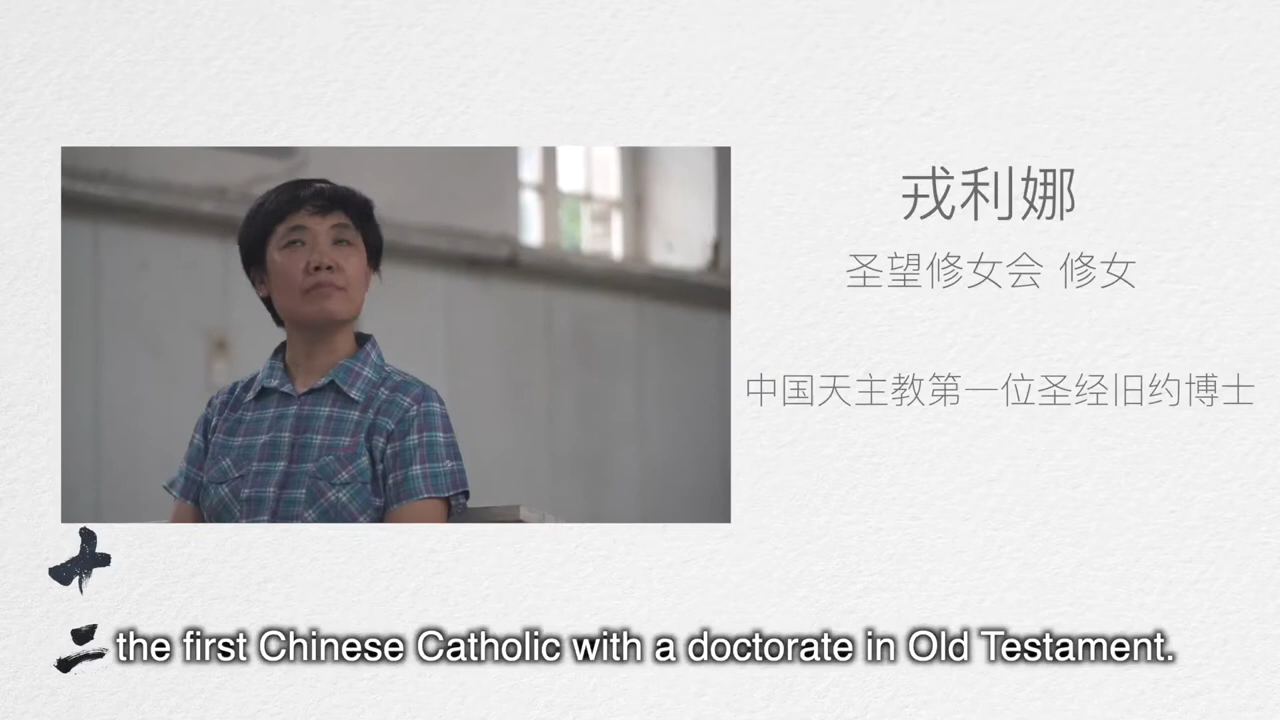 戎利娜
圣望修女会 修女
中国天主教第一位圣经旧约博士
十二
the first Chinese Catholic with a doctorate in Old Testament.